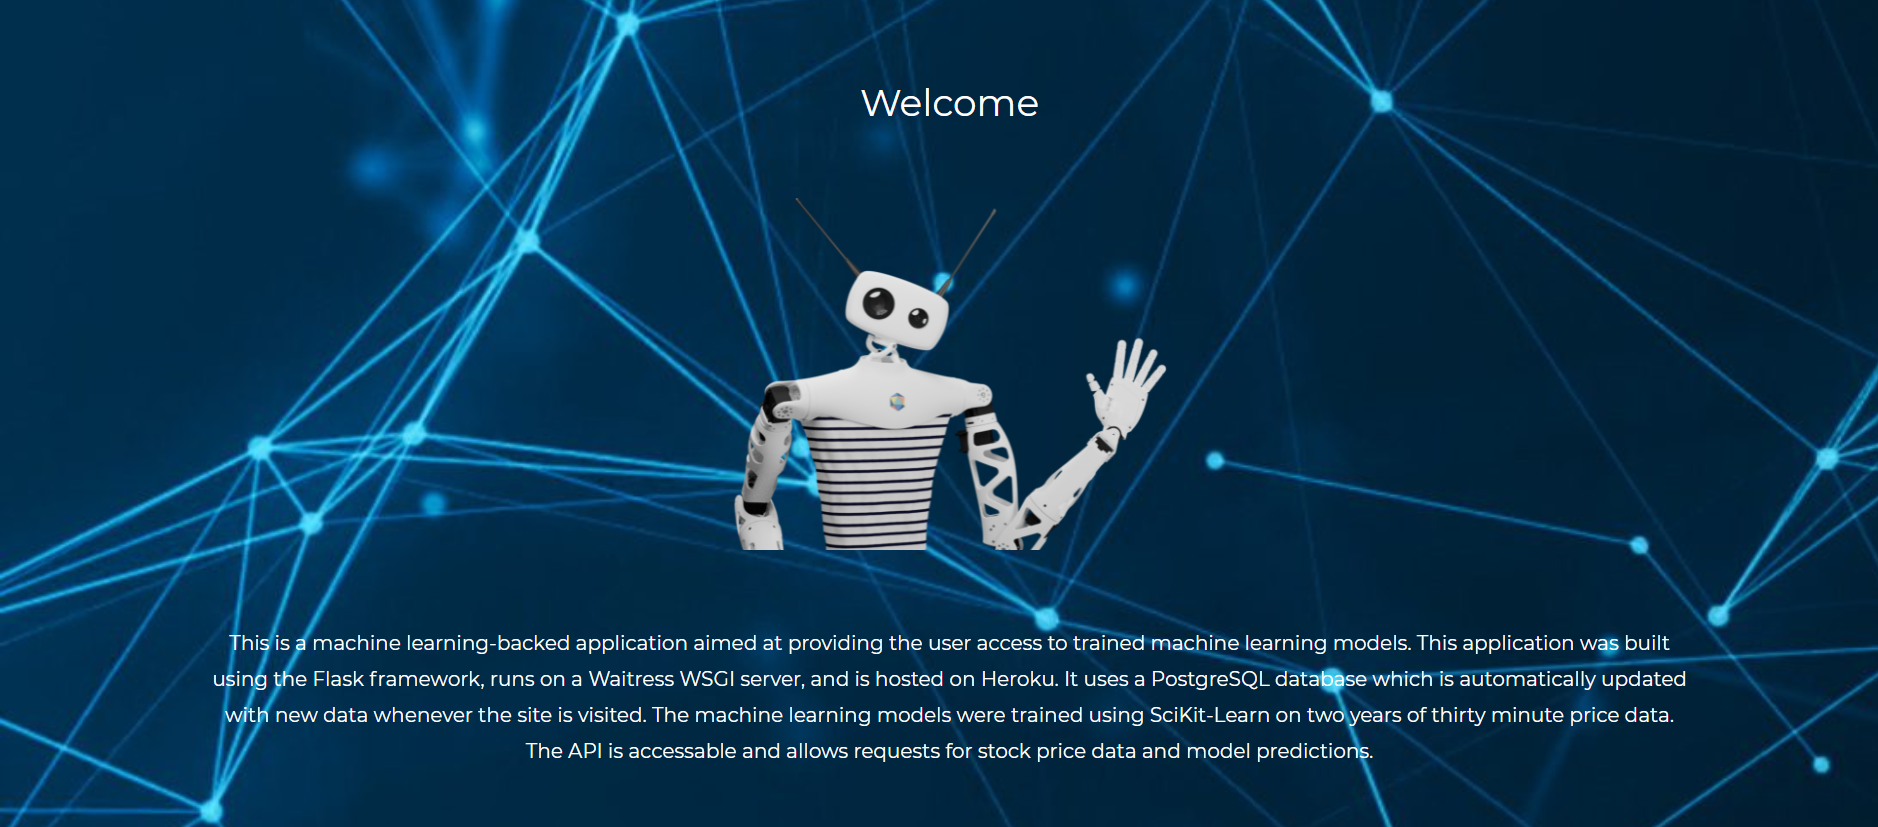 Welcome
This is a machine learning-backed application aimed at providing the user access to trained machine learning models. This application was built
using the Flask framework, runs on a Waitress WSGI server, and is hosted on Heroku. It uses a PostgreSQL database which is automatically updated
with new data whenever the site is visited. The machine learning models were trained using SciKit-Learn on two years of thirty minute price data.
The API is accessable and allows requests for stock price data and model predictions.